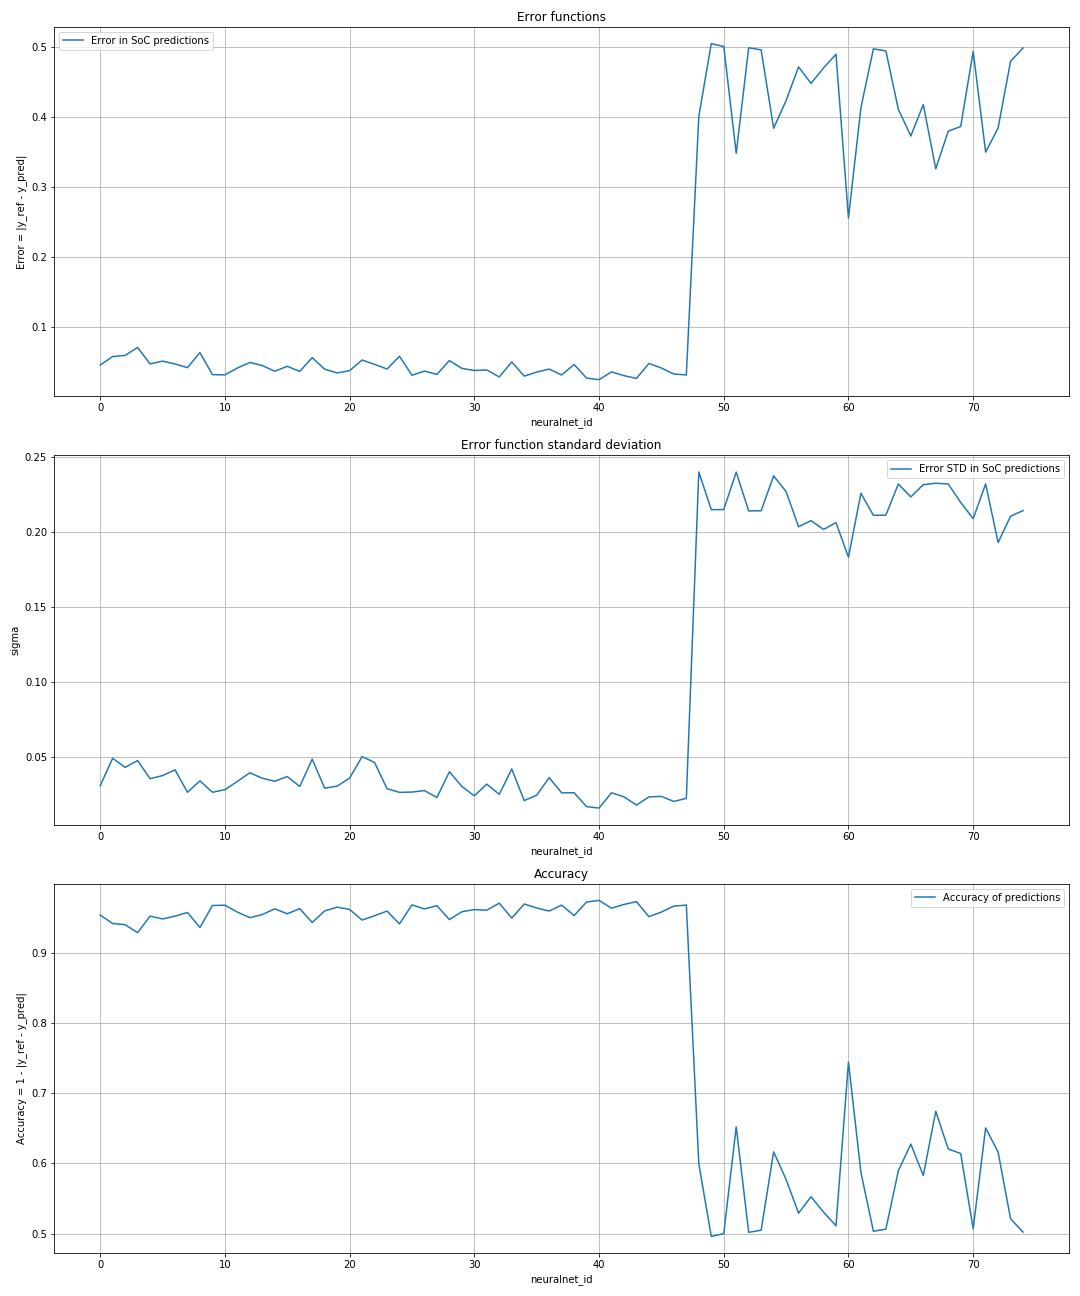 Error functions
Error in SoC predictions
0.5
0.4
0.3
0.2
0.1
Error = |y_ref - y_pred|
0 10 20 30 40 50 60 70
neuralnet_id
Error function standard deviation
Error STD in SoC predictions
0.25
0.20
0.15
0.10
0.05
sigma
0 10 20 30 40 50 60 70
neuralnet_id
Accuracy
Accuracy of predictions
0.9
0.8
0.7
0.6
0.5
Accuracy = 1 - |y_ref - y_pred|
0 10 20 30 40 50 60 70
neuralnet_id